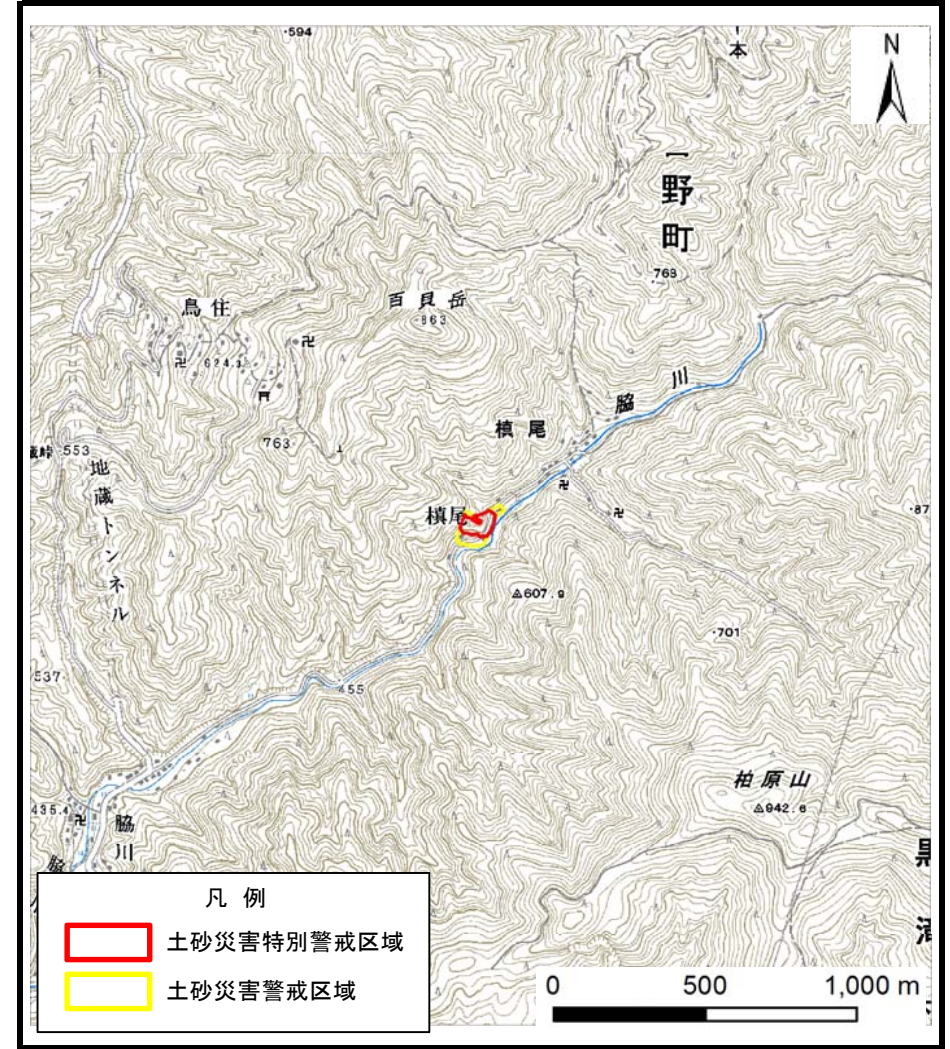 594
本
N
野
町
763
鳥住
百貝岳
863
624.3
川
脇
槙尾
763
553
地蔵トンネル
槙尾
607.9
701
537
455
柏原山
942.6
435.4
脇川
凡 例
土砂災害特別警戒区域
土砂災害警戒区域
0 500 1,000 m